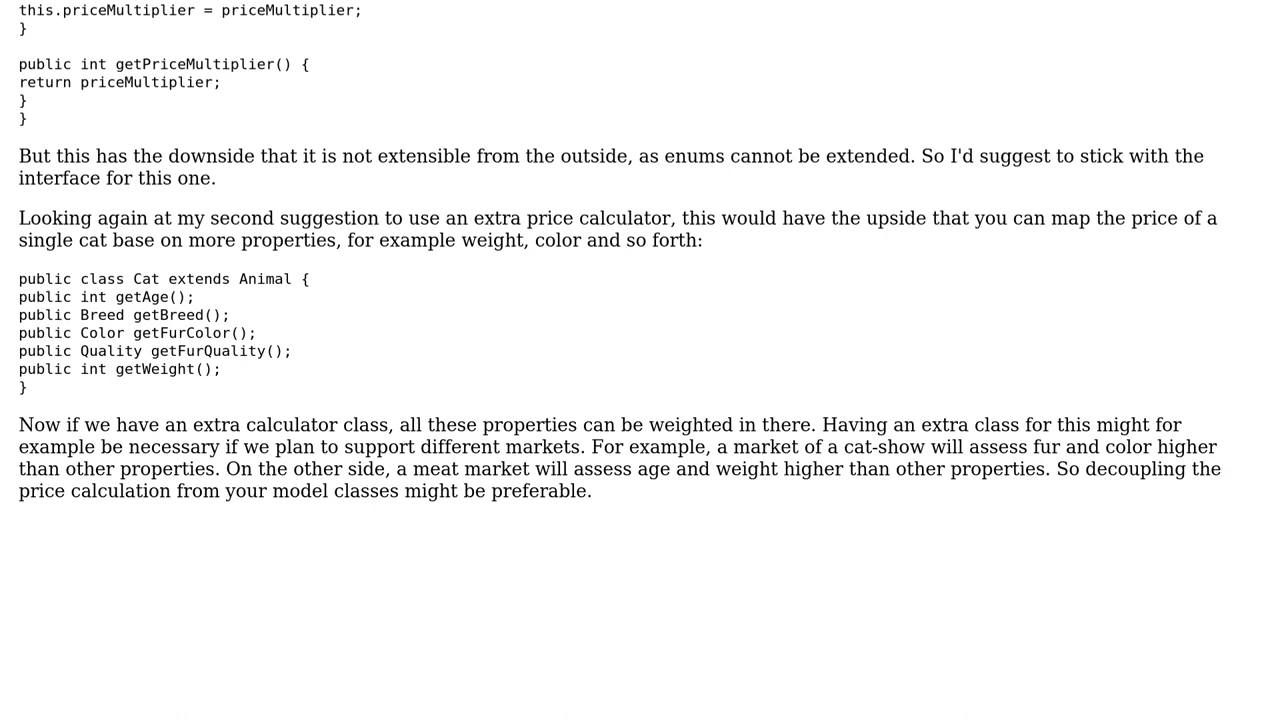 this.priceMultiplier = priceMultiplier;
}
public int getPriceMultiplier() {
return priceMultiplier;
}
}
But this has the downside that it is not extensible from the outside, as enums cannot be extended. So I'd suggest to stick with the
interface for this one.
Looking again at my second suggestion to use an extra price calculator, this would have the upside that you can map the price of a
single cat base on more properties, for example weight, color and so forth:
public class Cat extends Animal {
public int getAge();
public Breed getBreed();
public Color getFurColor();
public Quality getFurQuality();
public int getWeight();
}
Now if we have an extra calculator class, all these properties can be weighted in there. Having an extra class for this might for
example be necessary if we plan to support different markets. For example, a market of a cat-show will assess fur and color higher
than other properties. On the other side, a meat market will assess age and weight higher than other properties. So decoupling the
price calculation from your model classes might be preferable.